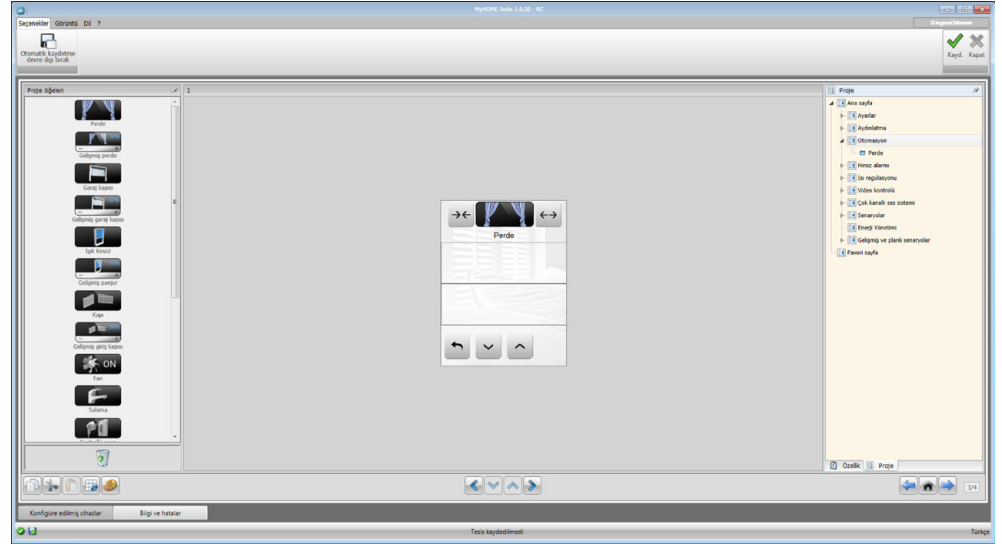 MyHOME Suite 1.0.30 - RC
Seçenekler Görüntü Dil ?
Otomatik kaydetme
devre dışı bırak
Kayd. Kapat
Proje öğeleri
1
Proje
Perde
Gelişmiş perde
Garaj kapısı
Gelişmiş garaj kapısı
Işık Kesici
Gelişmiş panjur
Kapı
Gelişmiş giriş kapısı
ON
Fan
Sulama
Perde
Ana sayfa
Ayarlar
Aydınlatma
Otomasyon
Perde
Hırsız alarmı
Isı regülasyonu
Video kontrolü
Çok kanallı ses sistemi
Senaryolar
Enerji Yönetimi
Gelişmiş ve planlı senaryolar
Favori sayfa
Özellik Proje
3/4
Konfigüre edilmiş cihazlar Bilgi ve hatalar
Tesis kaydedilmedi
Türkçe